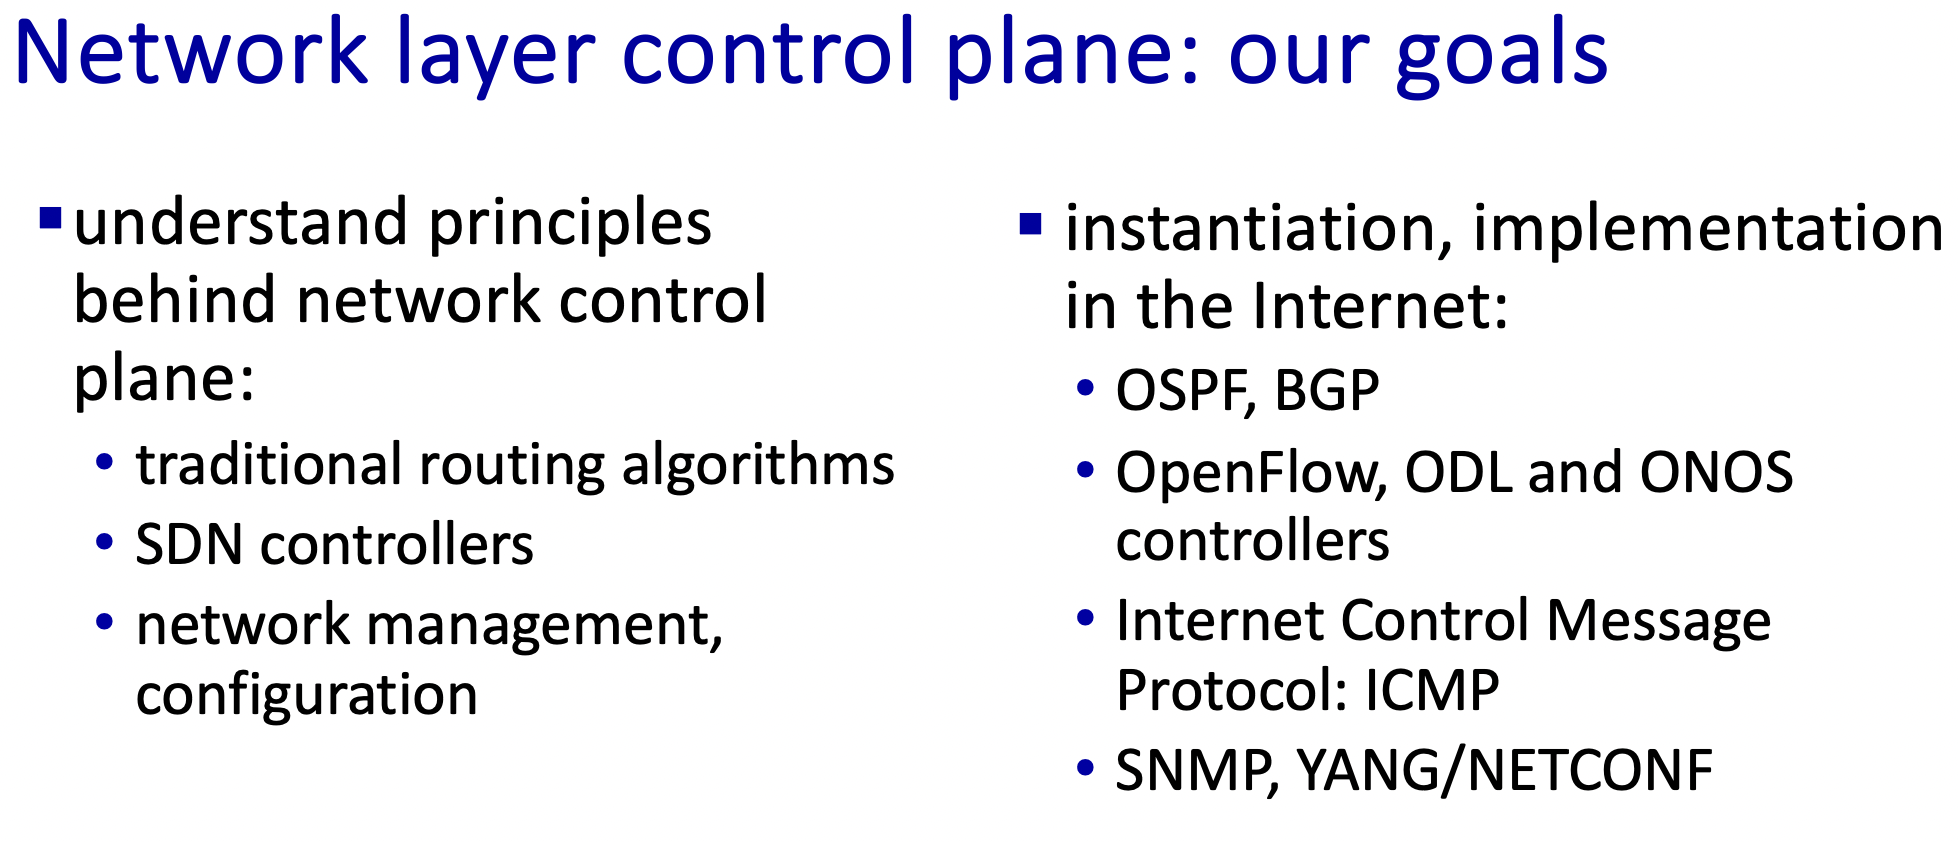 Network layer control plane: our goals
▪ understand principles
behind network control
plane:
• traditional routing algorithms
• SDN controllers
• network management,
configuration
▪ instantiation, implementation
in the Internet:
• OSPF, BGP
• OpenFlow, ODL and ONOS
controllers
• Internet Control Message
Protocol: ICMP
• SNMP, YANG/NETCONF